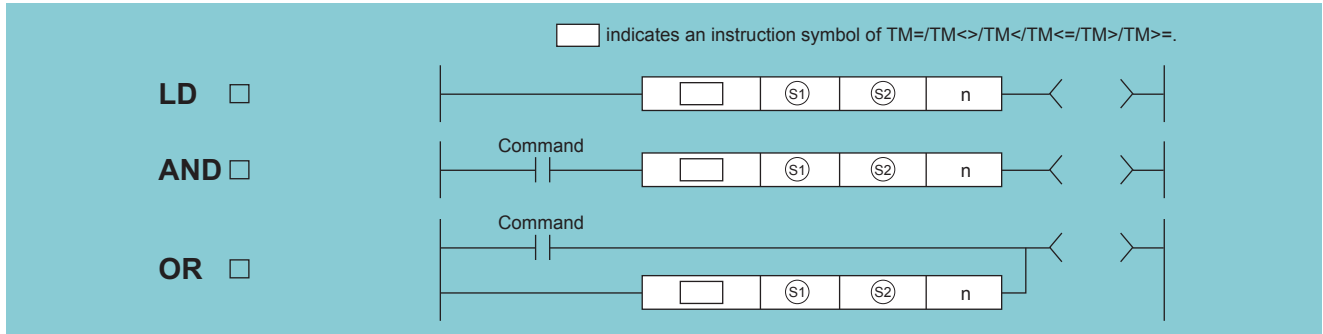 indicates an instruction symbol of TM=/TM<>/TM</TM<=/TM>/TM>=.
LD □ S1 S2 n
Command
AND □ S1 S2 n
Command
OR □ S1 S2 n